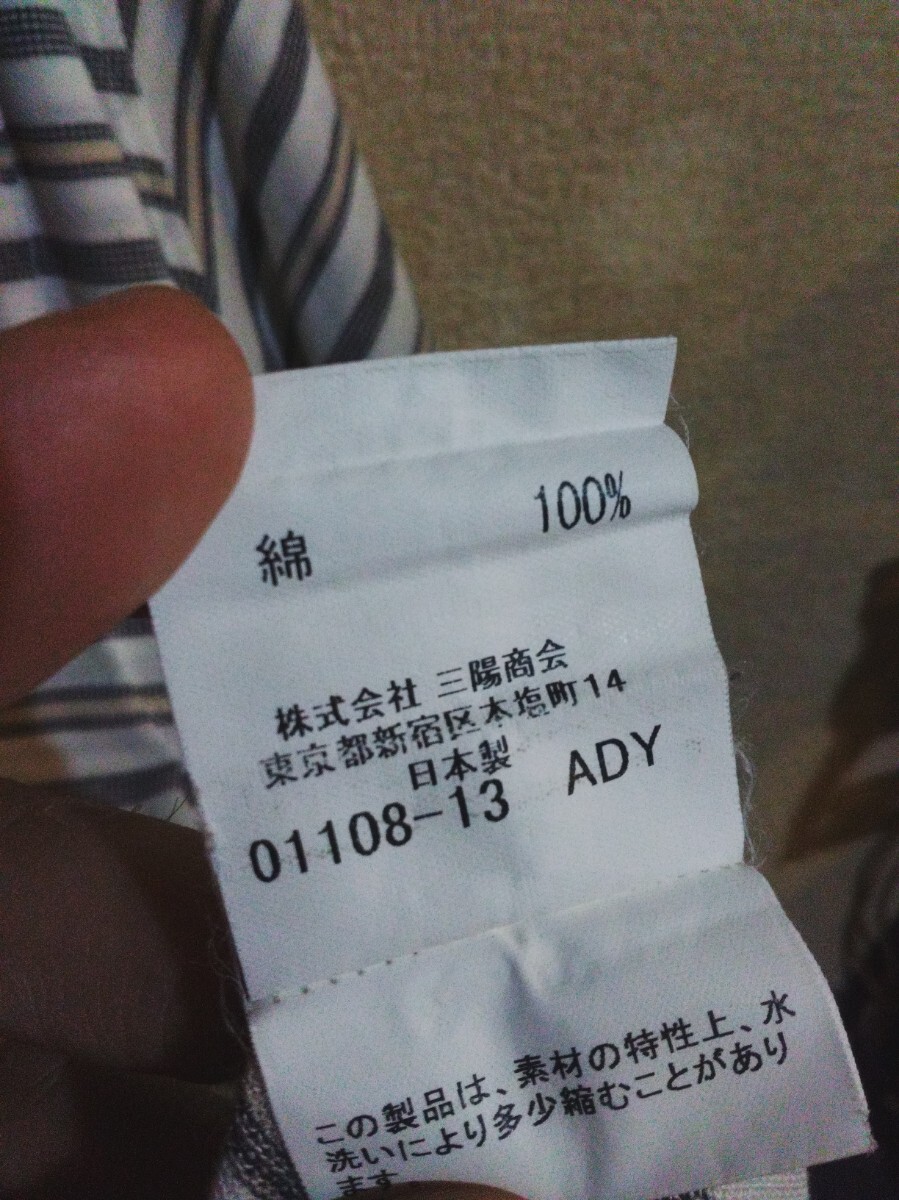 綿 100%
株式会社 三陽商会
東京都新宿区本塩町14
日本製
01108-13 ADY
この製品は、素材の特性上、水
洗いにより多少縮むことがあり
ます